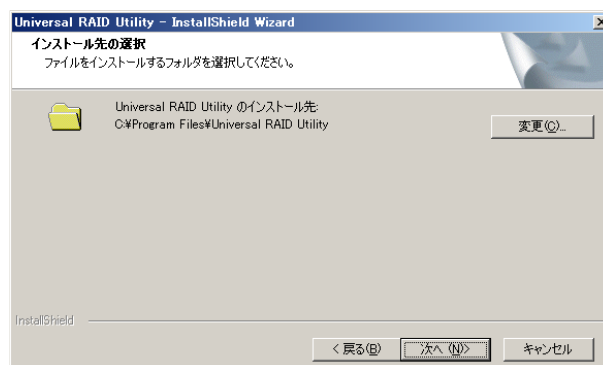 Universal RAID Utility - InstallShield Wizard
インストール先の選択
ファイルをインストールするフォルダを選択してください。
Universal RAID Utility のインストール先:
C:¥Program Files¥Universal RAID Utility
変更(C)...
InstallShield
< 戻る(B)
次へ (N)>
キャンセル